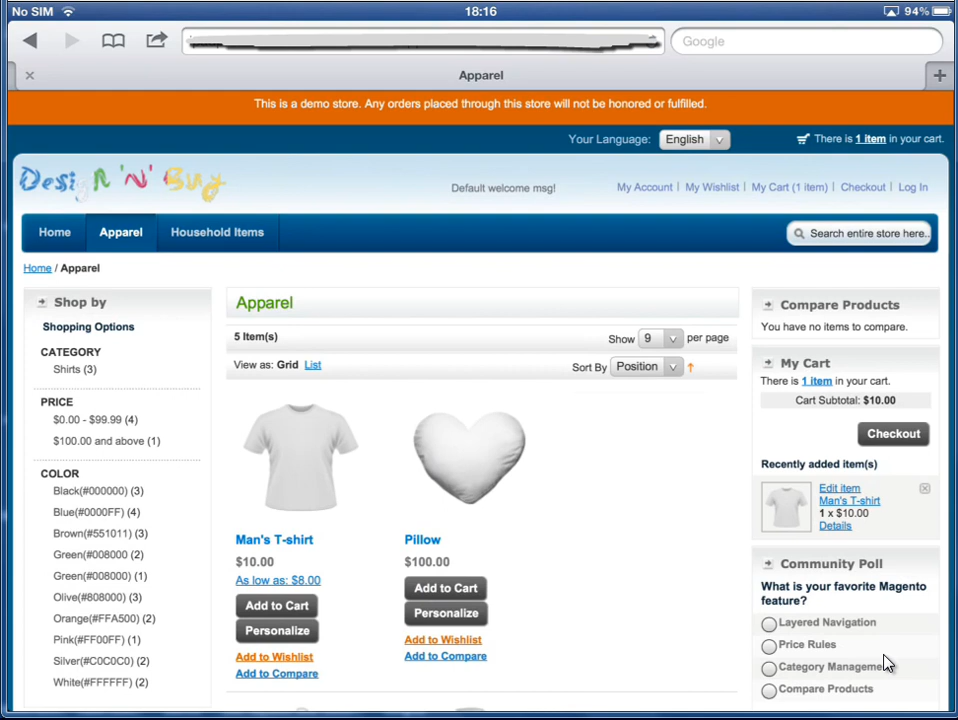 No SIM 18:16 94%
Google
Apparel
This is a demo store. Any orders placed through this store will not be honored or fulfilled.
Your Language: English There is 1 item in your cart.
Design 'N' Buy
Default welcome msg! My Account | My Wishlist | My Cart (1 item) | Checkout | Log In
Home Apparel Household Items Search entire store here..
Home / Apparel
Shop by
Shopping Options
CATEGORY
Shirts (3)
PRICE
$0.00 - $99.99 (4)
$100.00 and above (1)
COLOR
Black(#000000) (3)
Blue(#0000FF) (4)
Brown(#551011) (3)
Green(#008000 (2)
Green(#008000) (1)
Olive(#808000) (3)
Orange(#FFA500) (2)
Pink(#FF00FF) (1)
Silver(#C0C0C0) (2)
White(#FFFFFF) (2)
Apparel
5 Item(s) Show 9 per page
View as: Grid List Sort By Position
Man's T-shirt
$10.00
As low as: $8.00
Add to Cart
Personalize
Add to Wishlist
Add to Compare
Pillow
$100.00
Add to Cart
Personalize
Add to Wishlist
Add to Compare
Compare Products
You have no items to compare.
My Cart
There is 1 item in your cart.
Cart Subtotal: $10.00
Checkout
Recently added item(s)
Edit item
Man's T-shirt
1 x $10.00
Details
Community Poll
What is your favorite Magento
feature?
Layered Navigation
Price Rules
Category Manageme
Compare Products